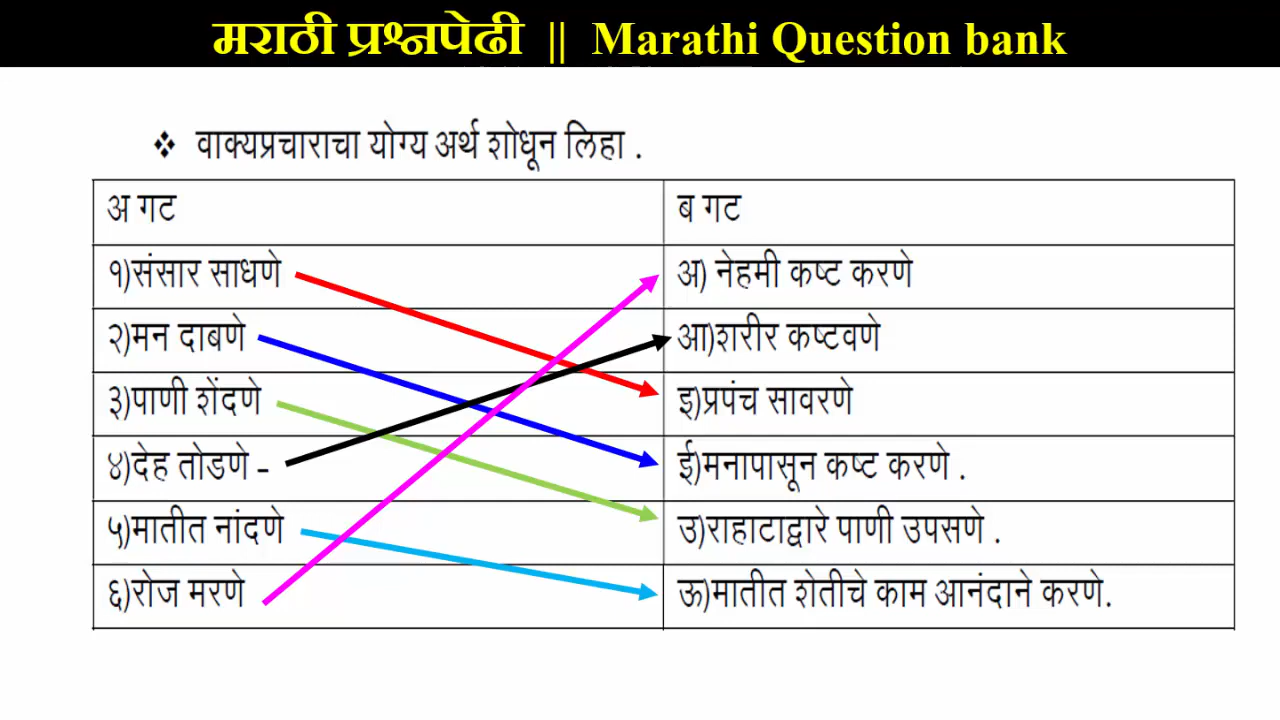 मराठी प्रश्नपेढी || Marathi Question bank
❖ वाक्यप्रचाराचा योग्य अर्थ शोधून लिहा .
अ गट ब गट
१)संसार साधणे अ) नेहमी कष्ट करणे
२)मन दाबणे आ)शरीर कष्टवणे
३)पाणी शेंदणे इ)प्रपंच सावरणे
४)देह तोडणे – ई)मनापासून कष्ट करणे .
५)मातीत नांदणे उ)राहाटाद्वारे पाणी उपसणे .
६)रोज मरणे ऊ)मातीत शेतीचे काम आनंदाने करणे.